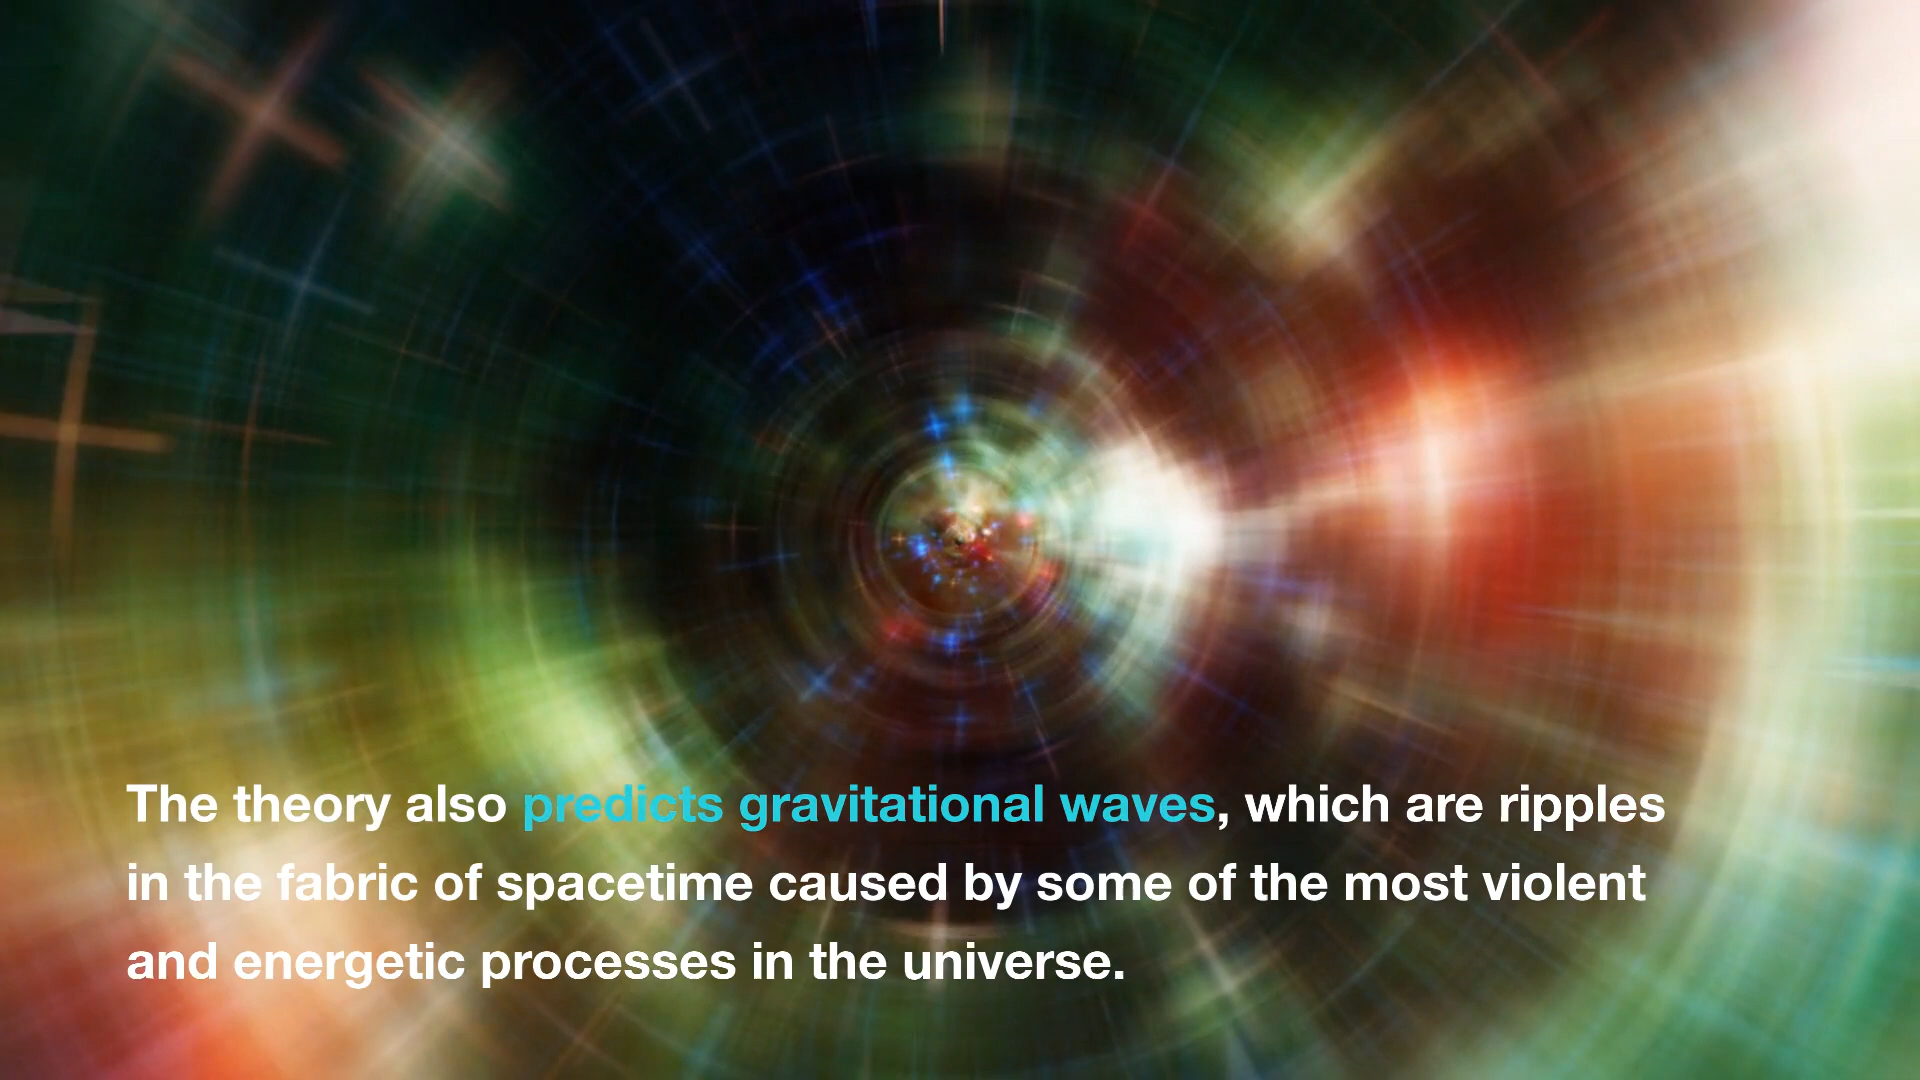 The theory also predicts gravitational waves, which are ripples
in the fabric of spacetime caused by some of the most violent
and energetic processes in the universe.